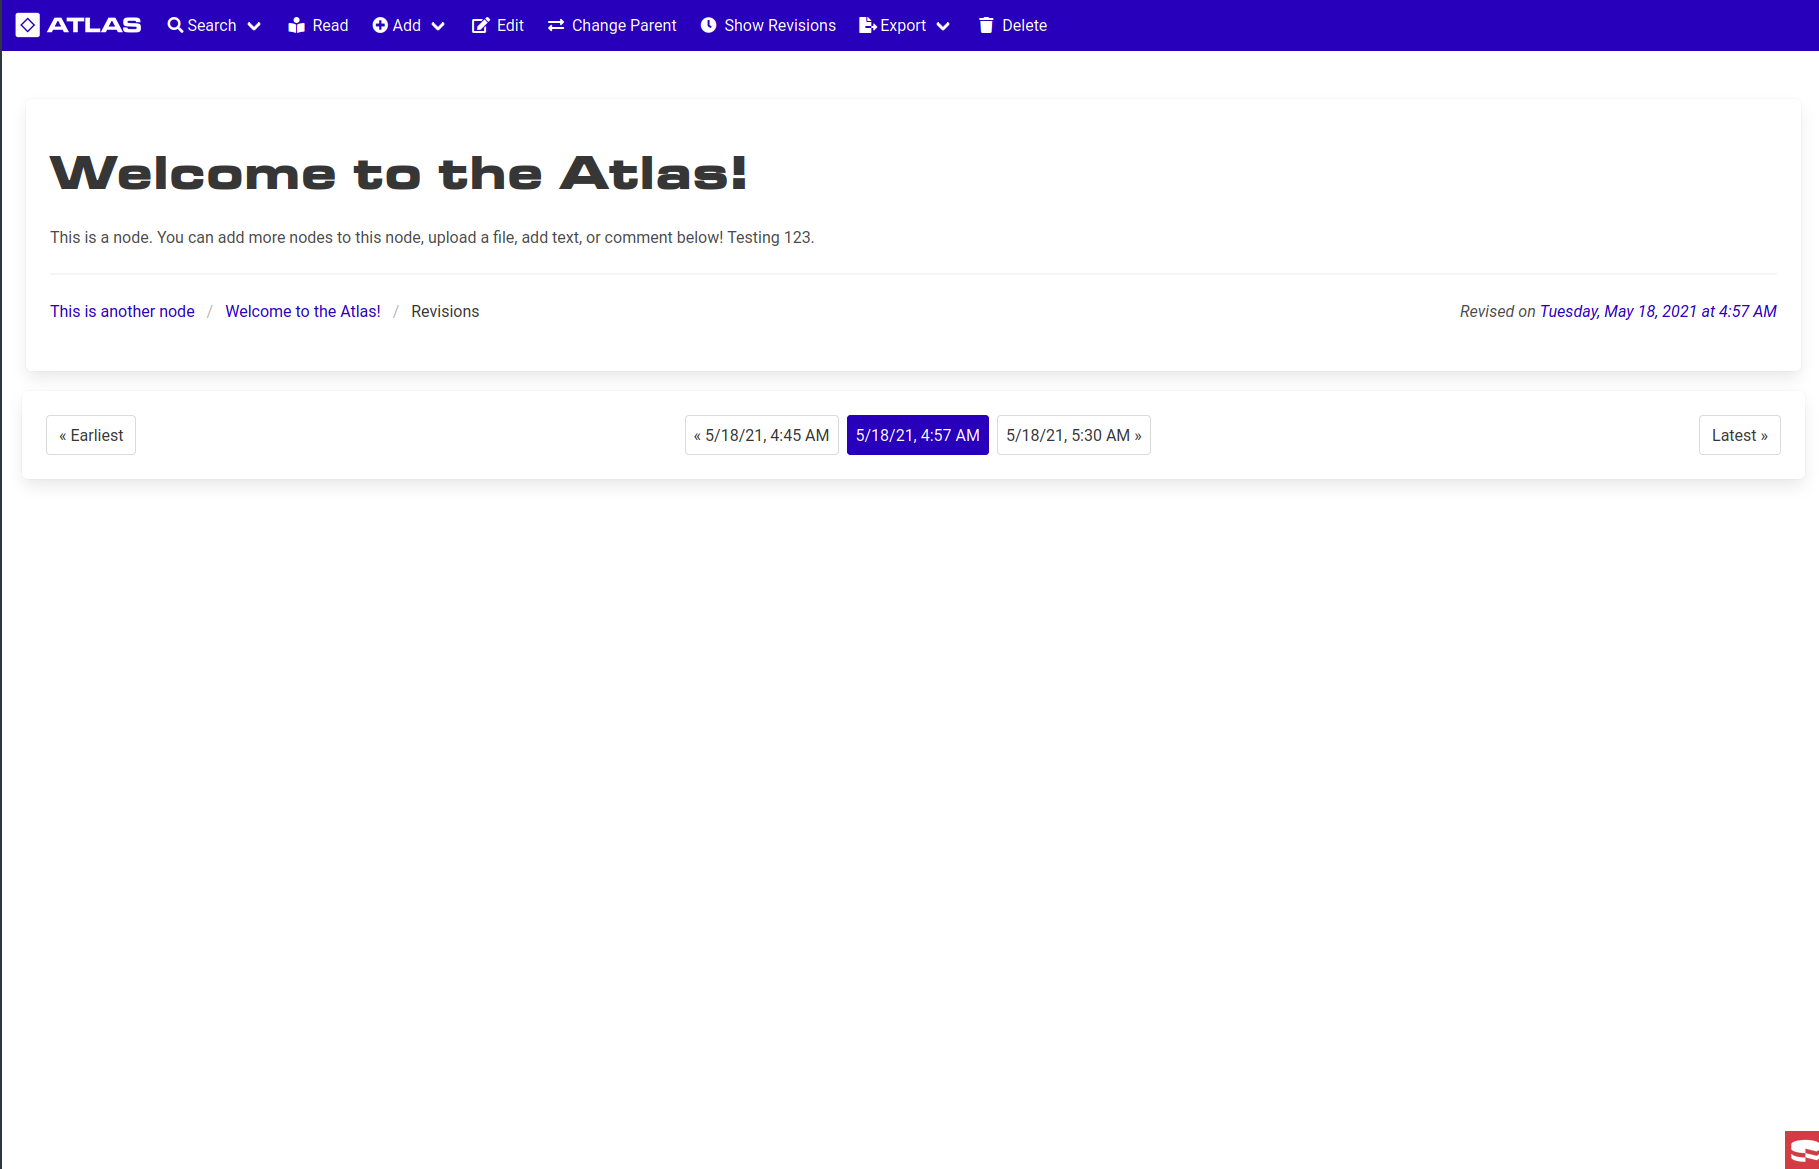 ATLAS Search Read Add Edit Change Parent Show Revisions Export Delete
Welcome to the Atlas!
This is a node. You can add more nodes to this node, upload a file, add text, or comment below! Testing 123.
This is another node / Welcome to the Atlas! / Revisions Revised on Tuesday, May 18, 2021 at 4:57 AM
« Earliest « 5/18/21, 4:45 AM 5/18/21, 4:57 AM 5/18/21, 5:30 AM » Latest »